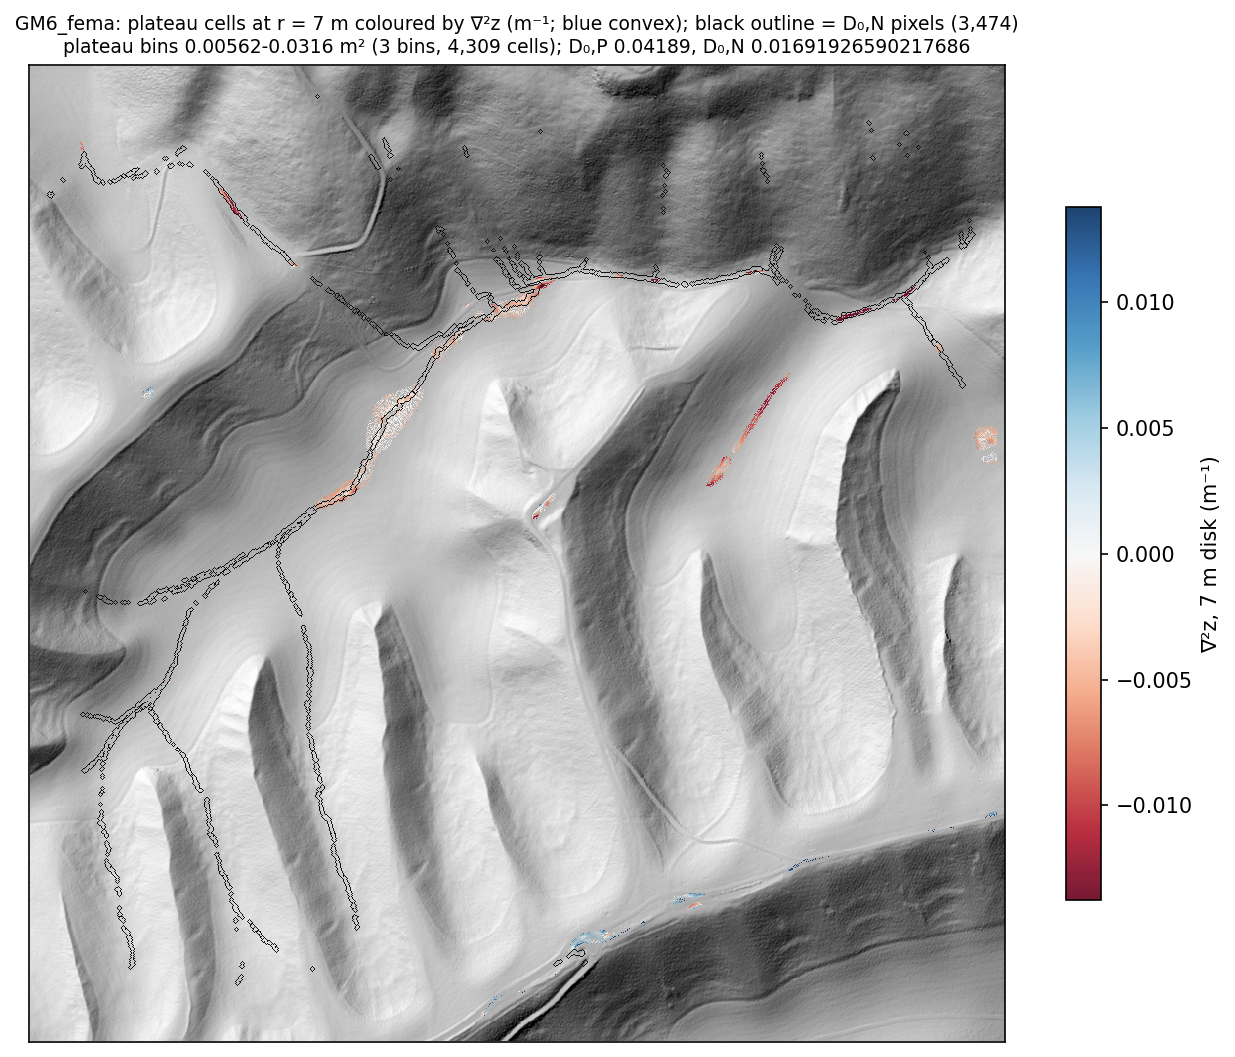 GM6_fema: plateau cells at r = 7 m coloured by ∇²z (m⁻¹; blue convex); black outline = D₀,N pixels (3,474)
plateau bins 0.00562-0.0316 m² (3 bins, 4,309 cells); D₀,P 0.04189, D₀,N 0.01691926590217686
0.010
0.005
0.000
−0.005
−0.010
∇²z, 7 m disk (m⁻¹)